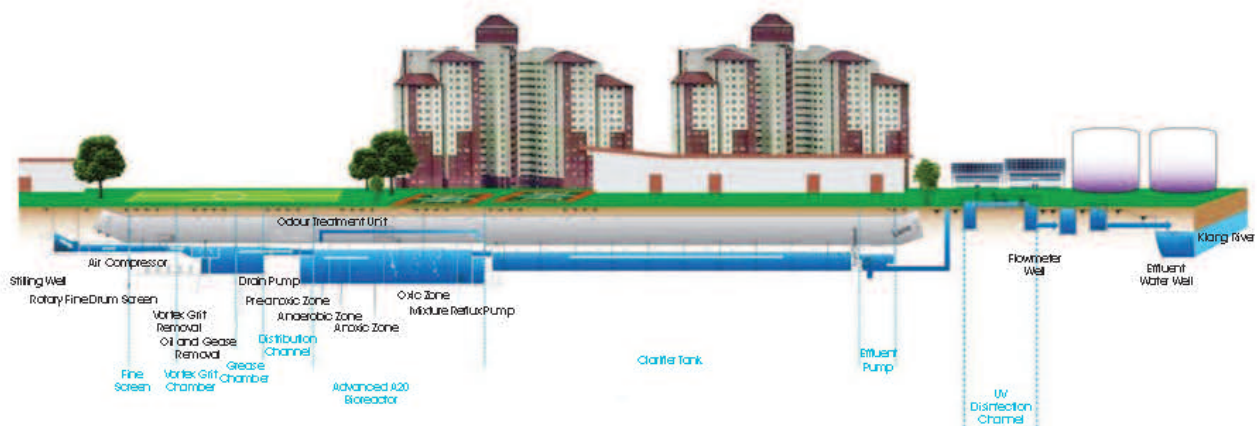 Odour Treatment Unit
Air Compressor
Stilling Well
Rotary Fine Drum Screen
Drain Pump
Preanoxic Zone
Anaerobic Zone
Anoxic Zone
Oxic Zone
Mixture Reflux Pump
Vortex Grit
Removal
Oil and Gease
Removal
Flowmeter
Well
Effluent
Water Well
Klang River
Fine
Screen
Vortex Grit
Chamber
Grease
Chamber
Distribution
Channel
Advanced A20
Bioreactor
Clarifier Tank
Effluent
Pump
UV
Disinfection
Channel